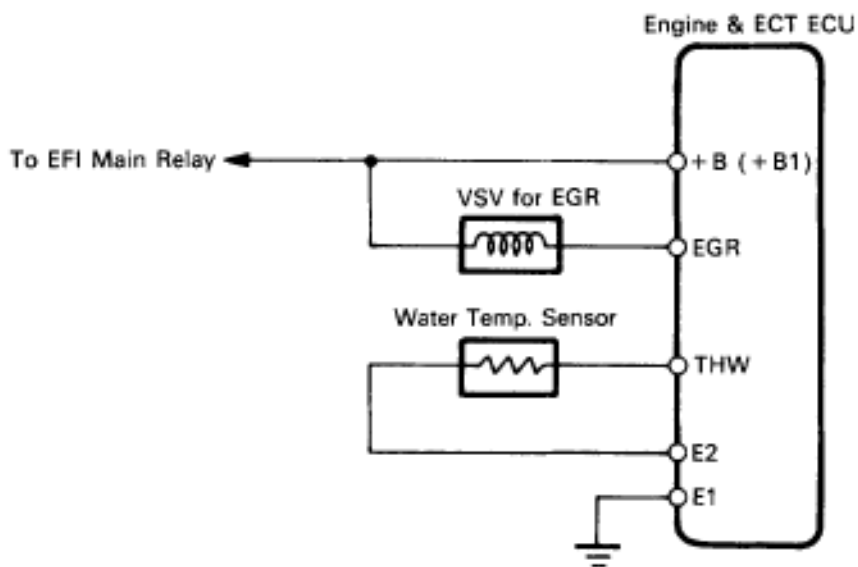 Engine & ECT ECU
To EFI Main Relay
+B (+B1)
VSV for EGR
EGR
Water Temp. Sensor
THW
E2
E1